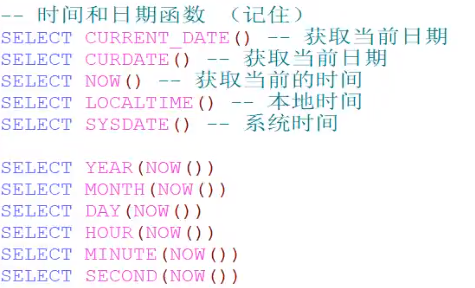 -- 时间和日期函数 （记住）
SELECT CURRENT_DATE() -- 获取当前日期
SELECT CURDATE() -- 获取当前日期
SELECT NOW() -- 获取当前的时间
SELECT LOCALTIME() -- 本地时间
SELECT SYSDATE() -- 系统时间
SELECT YEAR(NOW())
SELECT MONTH(NOW())
SELECT DAY(NOW())
SELECT HOUR(NOW())
SELECT MINUTE(NOW())
SELECT SECOND(NOW())